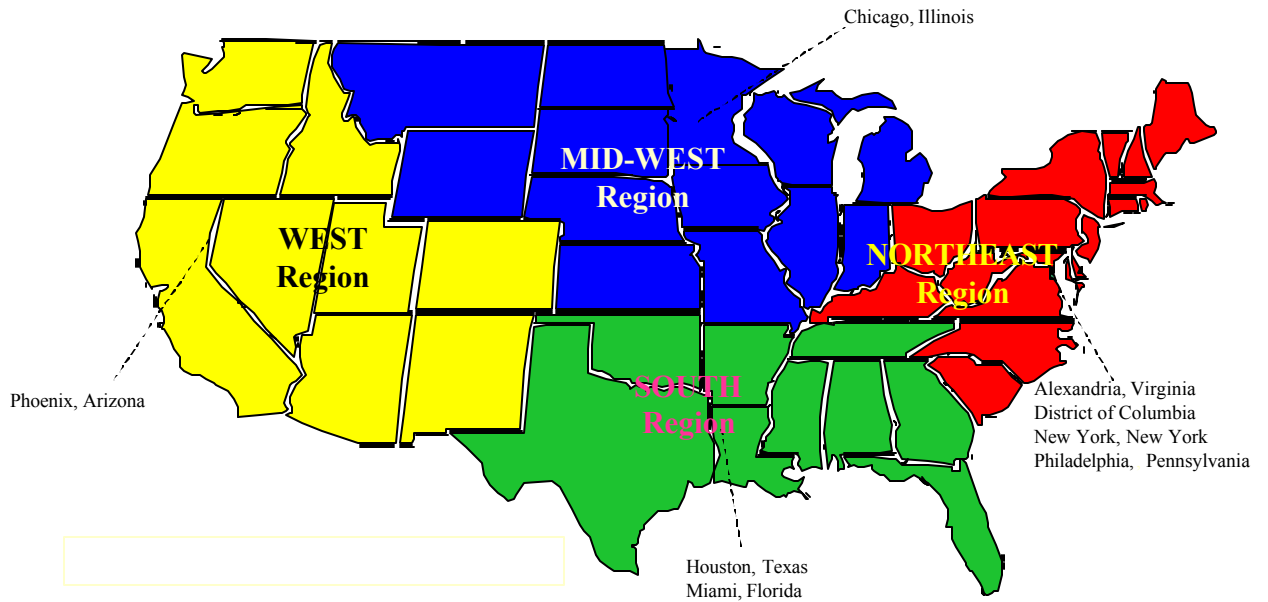 Chicago, Illinois
MID-WEST
Region
WEST
Region
NORTHEAST
Region
SOUTH
Region
Phoenix, Arizona
Alexandria, Virginia
District of Columbia
New York, New York
Philadelphia, Pennsylvania
Houston, Texas
Miami, Florida